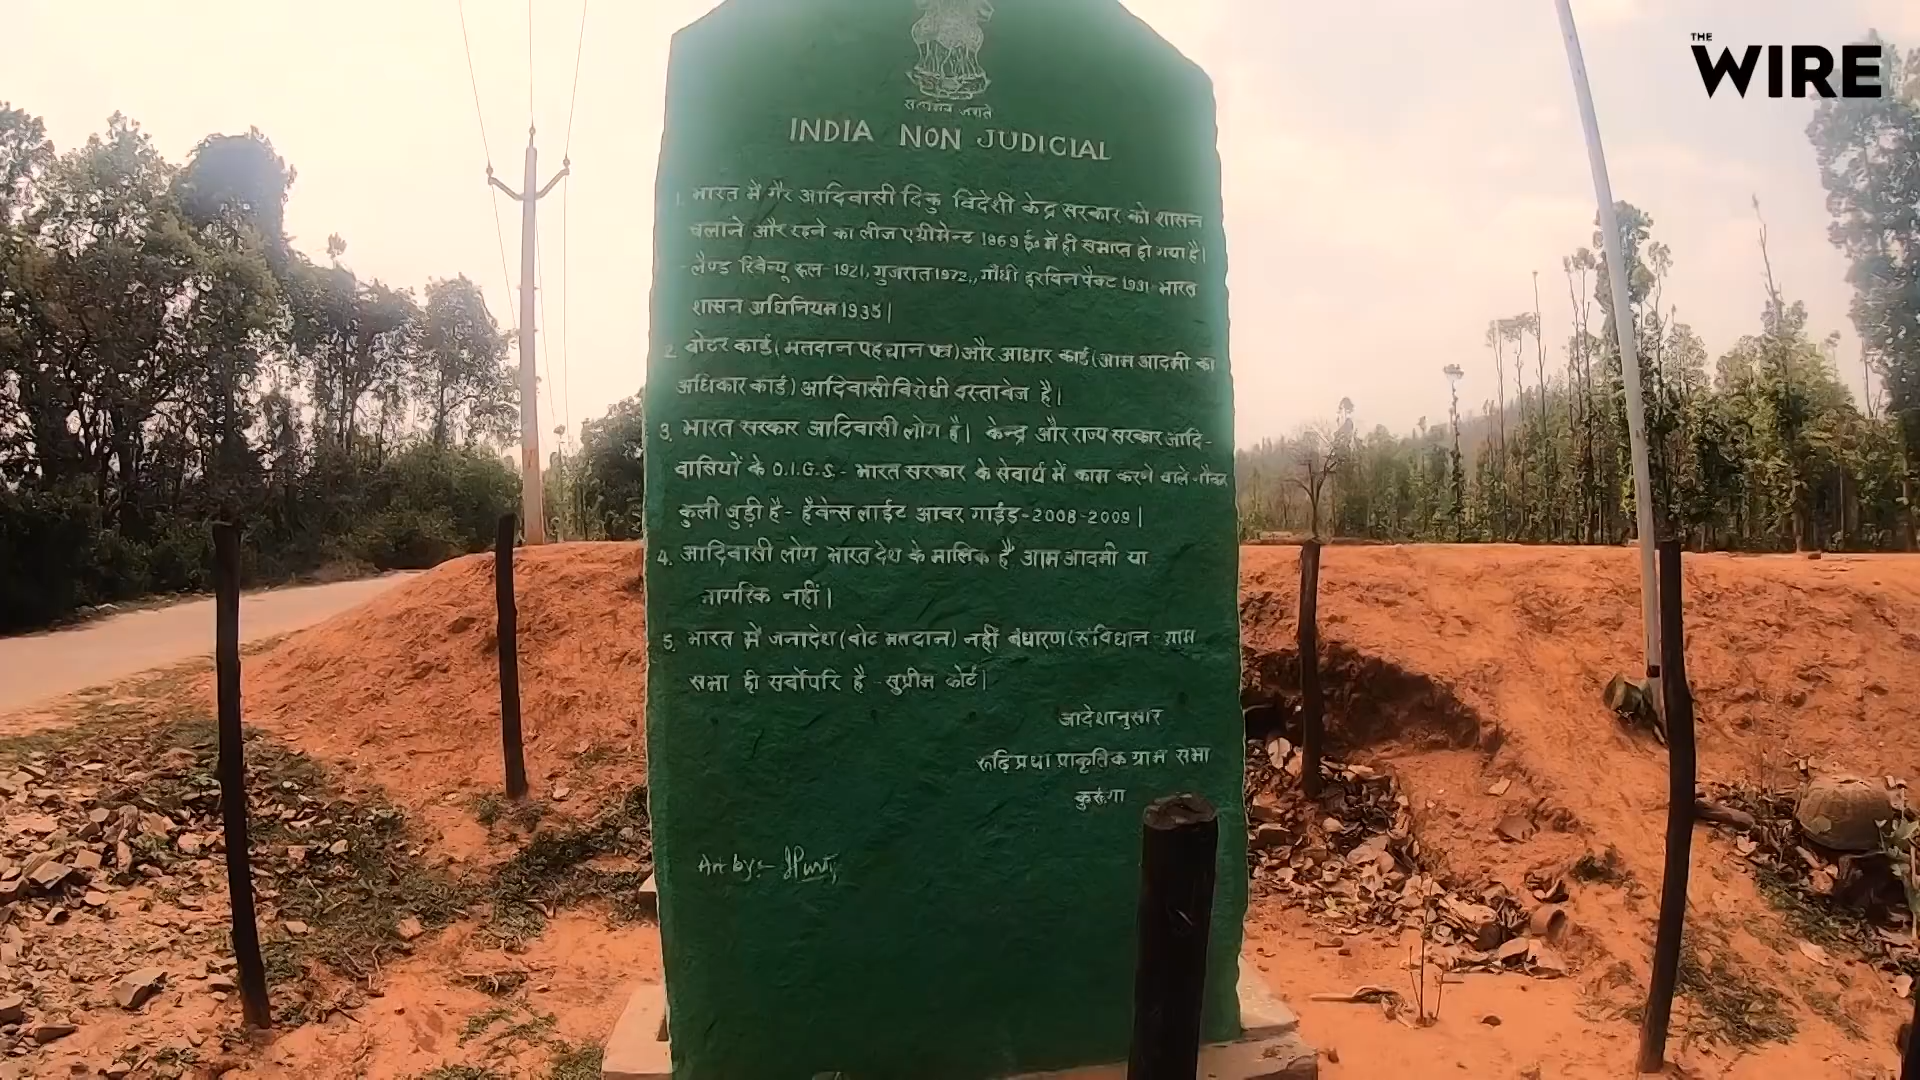 THE
WIRE
सत्यमेव जयते
INDIA NON JUDICIAL
1. भारत में गैर आदिवासी दिकु विदेशी केन्द्र सरकार को शासन
चलाने और रहने का लीज एग्रीमेन्ट 1969 ई० में ही समाप्त हो गया है।
-लैण्ड रिवेन्यू रूल-1921, गुजरात 1972, गाँधी इरविन पैक्ट 1931 भारत
शासन अधिनियम 1935|
2. वोटर कार्ड (मतदान पहचान पत्र) और आधार कार्ड (आम आदमी का
अधिकार कार्ड) आदिवासी विरोधी दस्तावेज है।
3. भारत सरकार आदिवासी लोग है। केन्द्र और राज्य सरकार आदि-
वासियों के O.I.G.S - भारत सरकार के सेवार्थ में काम करने वाले नौकर
कुली जुड़ी है - हैवेन्स लाईट आवर गाईड-2008-2009|
4. आदिवासी लोग भारत देश के मालिक है आम आदमी या
नागरिक नहीं।
5. भारत में जनादेश (वोट मतदान) नहीं बंधारण (संविधान-ग्राम
सभा ही सर्वोपरि है - सुप्रीम कोर्ट|
आदेशानुसार
रूढ़ि प्रथा प्राकृतिक ग्राम सभा
कुरूंगा
Art by:-